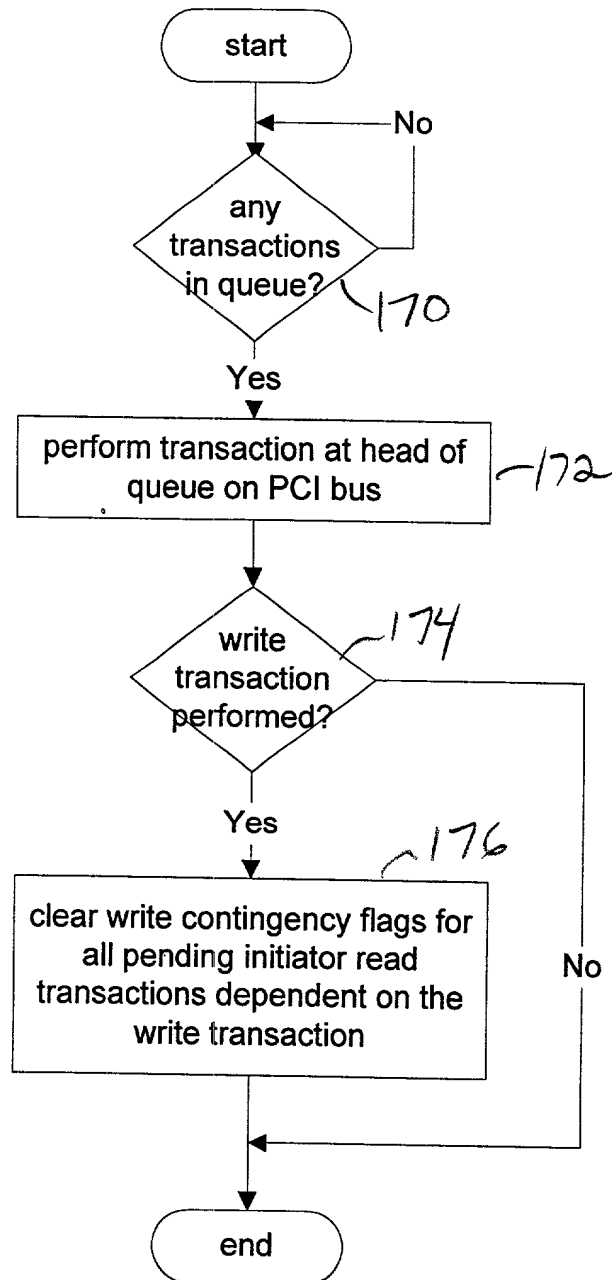 start
No
any
transactions
in queue?
170
Yes
perform transaction at head of
queue on PCI bus
172
write
transaction
performed?
174
Yes
176
clear write contingency flags for
all pending initiator read
transactions dependent on the
write transaction
No
end